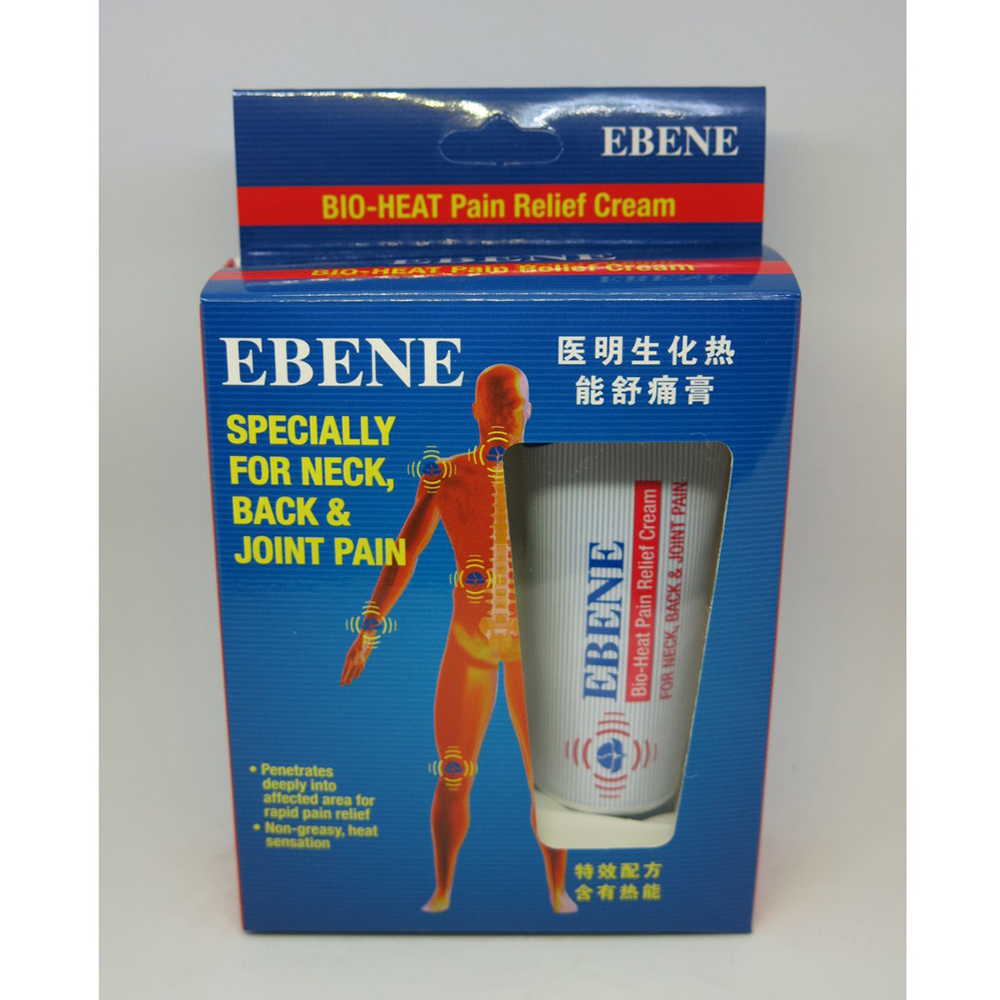 EBENE
BIO-HEAT Pain Relief Cream
EBENE
BIO-HEAT Pain Relief Cream
EBENE
医明生化热
能舒痛膏
SPECIALLY
FOR NECK,
BACK &
JOINT PAIN
EBENE
Bio-Heat Pain Relief Cream
FOR NECK, BACK & JOINT PAIN
• Penetrates
deeply into
affected area for
rapid pain relief
• Non-greasy, heat
sensation
特效配方
含有热能